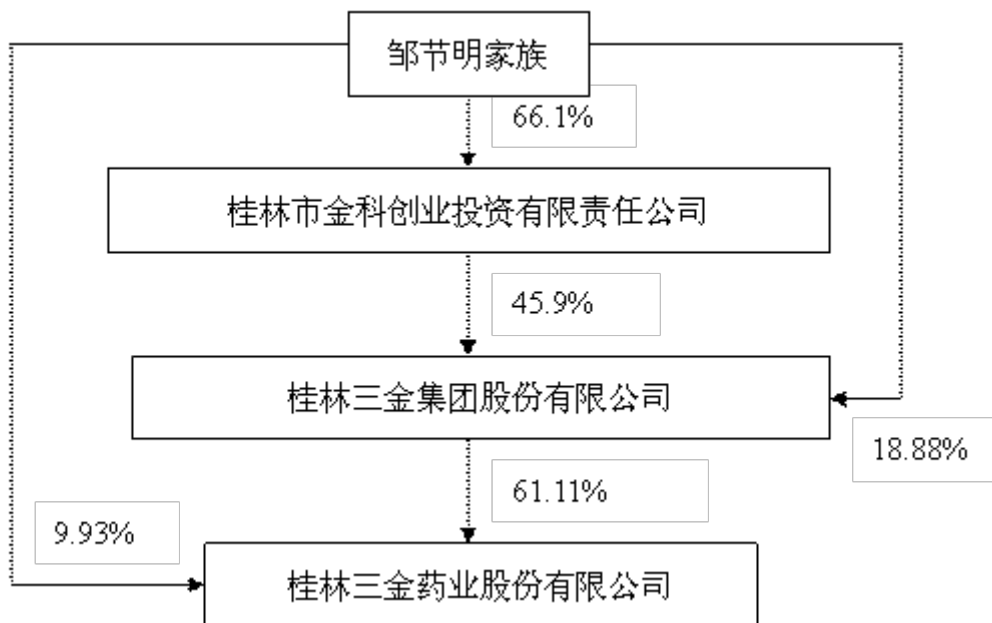 邹节明家族
66.1%
桂林市金科创业投资有限责任公司
45.9%
桂林三金集团股份有限公司
18.88%
61.11%
9.93%
桂林三金药业股份有限公司